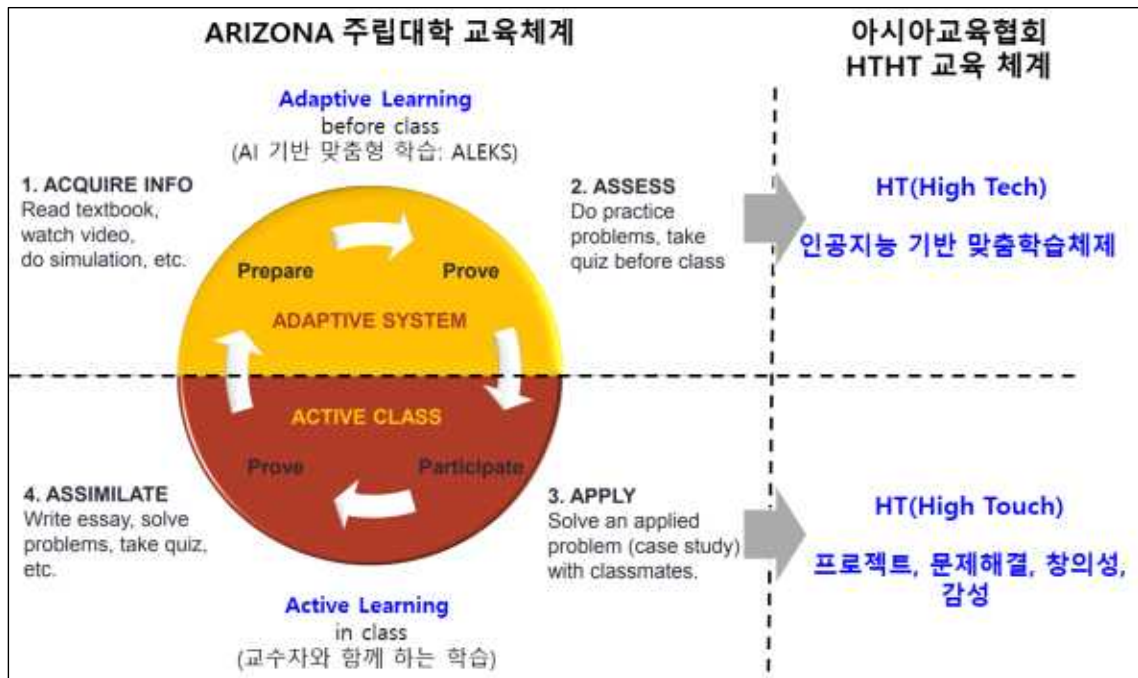 ARIZONA 주립대학 교육체계
아시아교육협회
HTHT 교육 체계
Adaptive Learning
before class
(AI 기반 맞춤형 학습: ALEKS)
1. ACQUIRE INFO
Read textbook,
watch video,
do simulation, etc.
2. ASSESS
Do practice
problems, take
quiz before class
Prepare
Prove
ADAPTIVE SYSTEM
HT(High Tech)
인공지능 기반 맞춤학습체제
ACTIVE CLASS
Prove
Participate
4. ASSIMILATE
Write essay, solve
problems, take quiz,
etc.
3. APPLY
Solve an applied
problem (case study)
with classmates.
HT(High Touch)
프로젝트, 문제해결, 창의성,
감성
Active Learning
in class
(교수자와 함께 하는 학습)